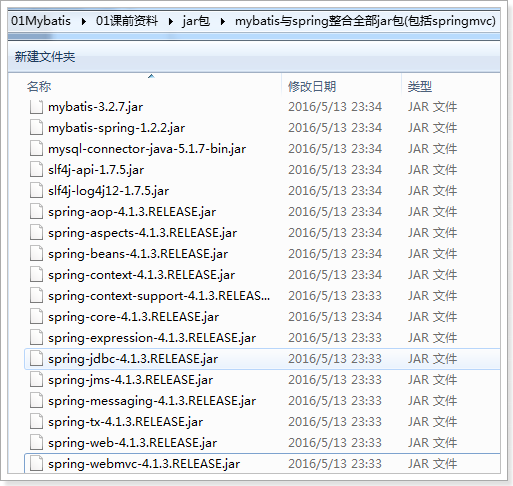 01Mybatis ▸ 01课前资料 ▸ jar包 ▸ mybatis与spring整合全部jar包(包括springmvc)
新建文件夹
名称 修改日期 类型
mybatis-3.2.7.jar 2016/5/13 23:34 JAR 文件
mybatis-spring-1.2.2.jar 2016/5/13 23:34 JAR 文件
mysql-connector-java-5.1.7-bin.jar 2016/5/13 23:34 JAR 文件
slf4j-api-1.7.5.jar 2016/5/13 23:34 JAR 文件
slf4j-log4j12-1.7.5.jar 2016/5/13 23:34 JAR 文件
spring-aop-4.1.3.RELEASE.jar 2016/5/13 23:34 JAR 文件
spring-aspects-4.1.3.RELEASE.jar 2016/5/13 23:34 JAR 文件
spring-beans-4.1.3.RELEASE.jar 2016/5/13 23:34 JAR 文件
spring-context-4.1.3.RELEASE.jar 2016/5/13 23:34 JAR 文件
spring-context-support-4.1.3.RELEAS... 2016/5/13 23:33 JAR 文件
spring-core-4.1.3.RELEASE.jar 2016/5/13 23:34 JAR 文件
spring-expression-4.1.3.RELEASE.jar 2016/5/13 23:33 JAR 文件
spring-jdbc-4.1.3.RELEASE.jar 2016/5/13 23:33 JAR 文件
spring-jms-4.1.3.RELEASE.jar 2016/5/13 23:33 JAR 文件
spring-messaging-4.1.3.RELEASE.jar 2016/5/13 23:33 JAR 文件
spring-tx-4.1.3.RELEASE.jar 2016/5/13 23:33 JAR 文件
spring-web-4.1.3.RELEASE.jar 2016/5/13 23:33 JAR 文件
spring-webmvc-4.1.3.RELEASE.jar 2016/5/13 23:33 JAR 文件